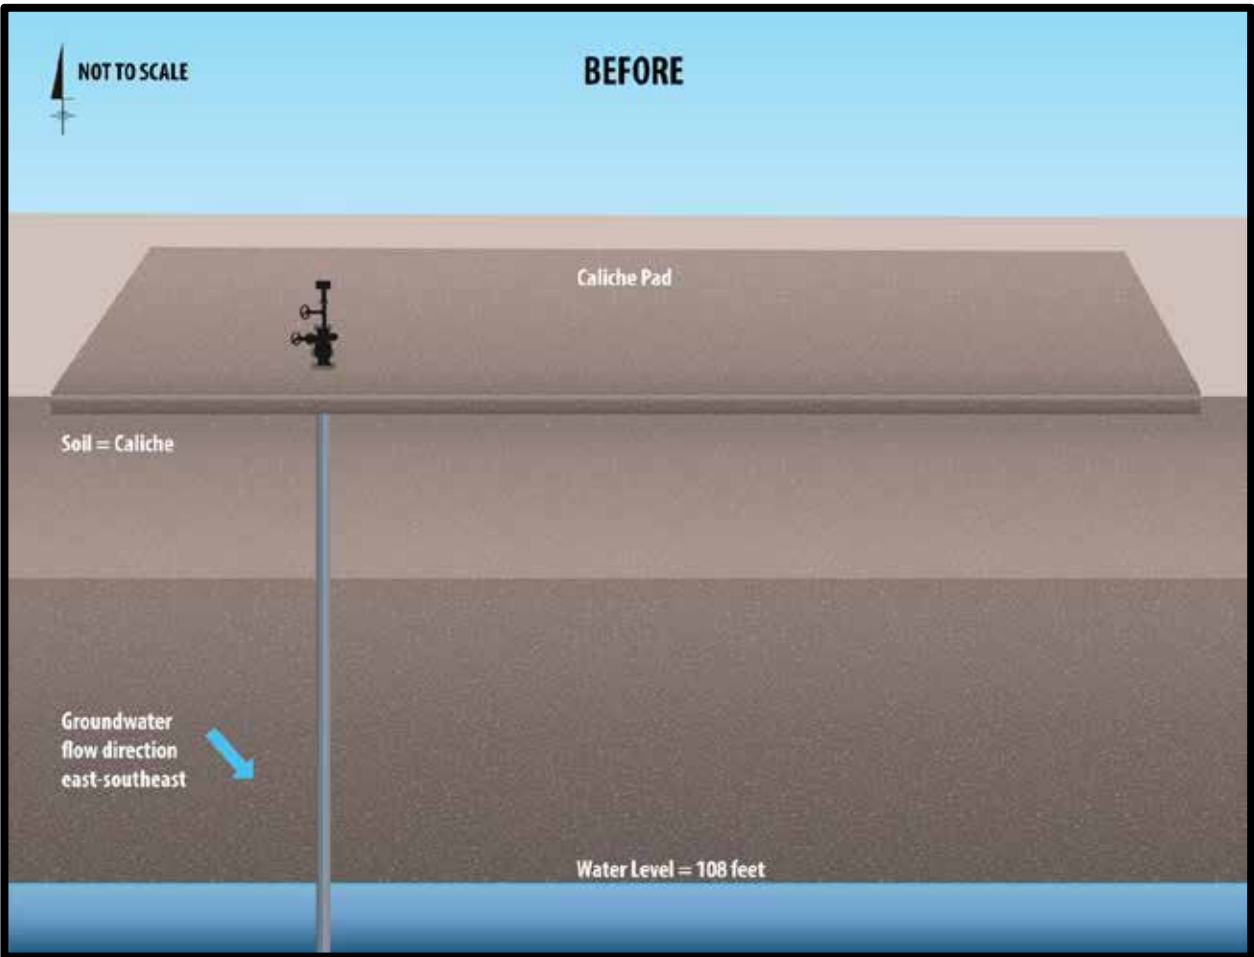 NOT TO SCALE
BEFORE
Caliche Pad
Soil = Caliche
Groundwater
flow direction
east-southeast
Water Level = 108 feet